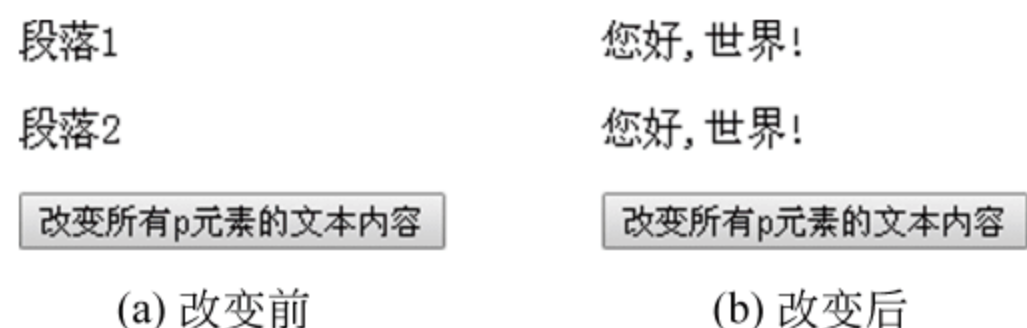 段落1
段落2
改变所有p元素的文本内容
(a) 改变前
您好,世界!
您好,世界!
改变所有p元素的文本内容
(b) 改变后